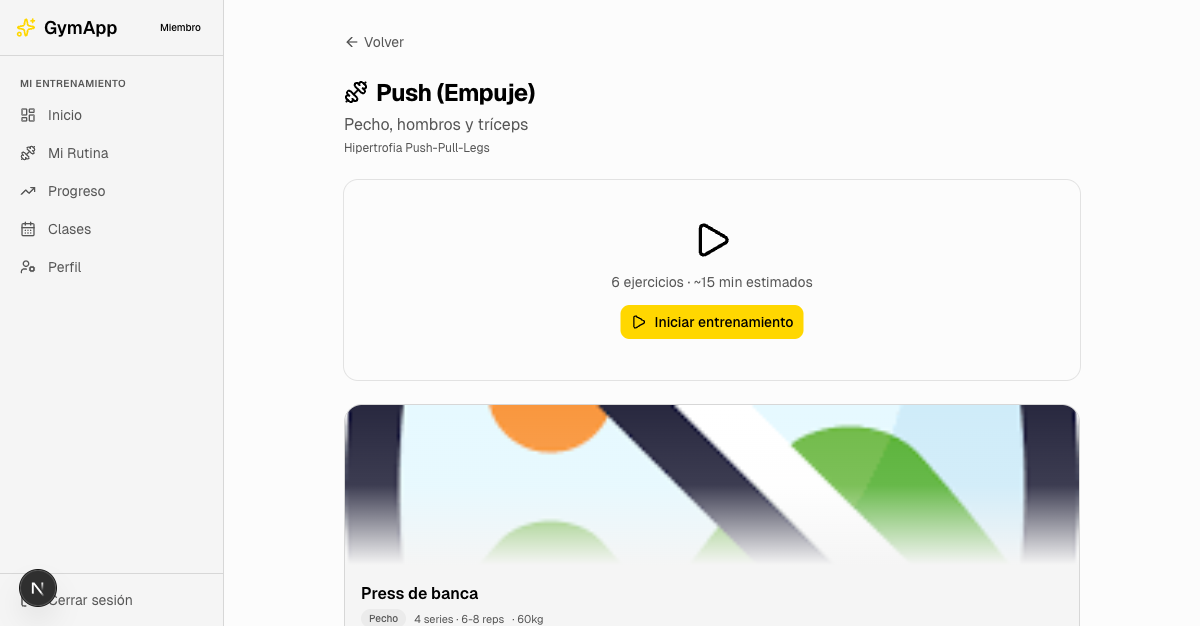 GymApp
Miembro
MI ENTRENAMIENTO
Inicio
Mi Rutina
Progreso
Clases
Perfil
N
Cerrar sesión
Volver
Push (Empuje)
Pecho, hombros y tríceps
Hipertrofia Push-Pull-Legs
6 ejercicios · ~15 min estimados
Iniciar entrenamiento
Press de banca
Pecho 4 series · 6-8 reps · 60kg